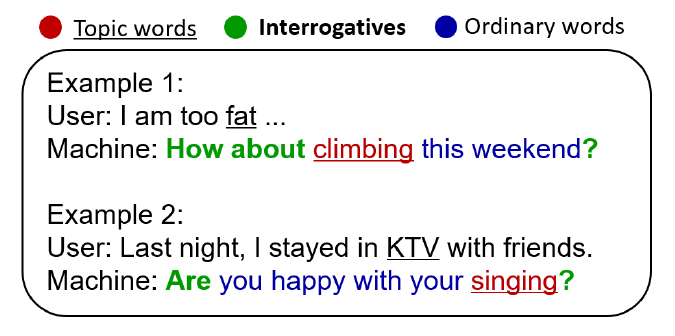 Topic words Interrogatives Ordinary words
Example 1:
User: I am too fat ...
Machine: How about climbing this weekend?
Example 2:
User: Last night, I stayed in KTV with friends.
Machine: Are you happy with your singing?